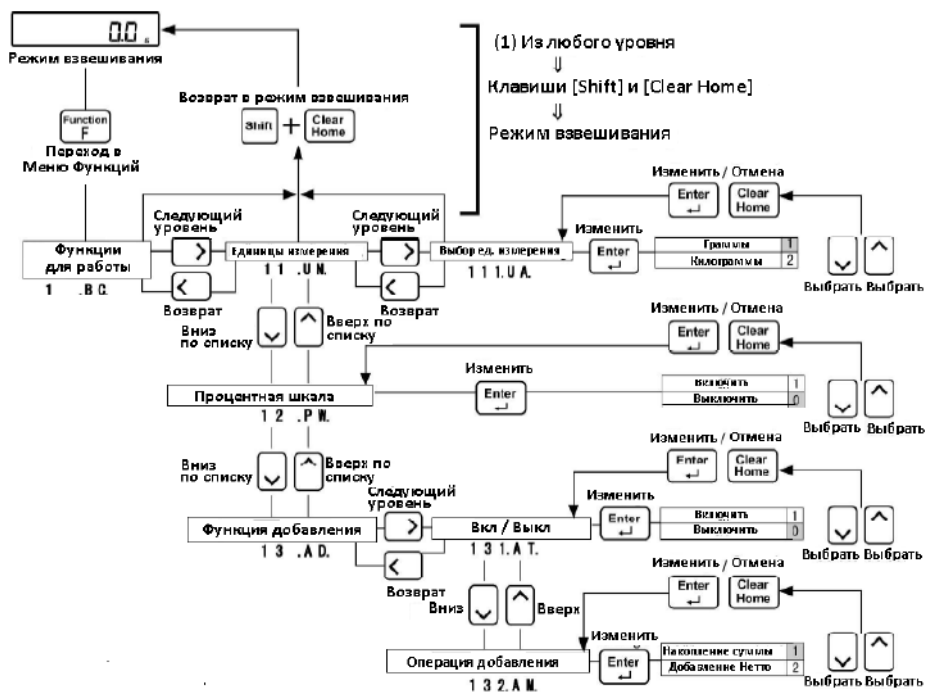 0.0 g
Режим взвешивания
Function
F
Переход в
Меню Функций
Возврат в режим взвешивания
Shift + Clear
Home
(1) Из любого уровня
⇓
Клавиши [Shift] и [Clear Home]
⇓
Режим взвешивания
Изменить / Отмена
Enter
Clear
Home
Следующий
уровень
Следующий
уровень
Изменить
Функции
для работы
1 .B G.
Единицы измерения
1 1 .U N.
Выбор ед. измерения
1 1 1.U A.
Enter
Граммы 1
Килограммы 2
Выбрать Выбрать
Возврат
Возврат
Вниз
по списку
Вверх по
списку
Изменить / Отмена
Enter
Clear
Home
Изменить
Процентная шкала
1 2 .P W.
Enter
Включить 1
Выключить 0
Выбрать Выбрать
Вниз
по списку
Вверх по
списку
Изменить / Отмена
Enter
Clear
Home
Следующий
уровень
Изменить
Функция добавления
1 3 .A D.
Вкл / Выкл
1 3 1.A T.
Enter
Включить 1
Выключить 0
Выбрать Выбрать
Возврат
Вниз
Вверх
Изменить / Отмена
Enter
Clear
Home
Изменить
Операция добавления
1 3 2.A M.
Enter
Накопление суммы 1
Добавление Нетто 2
Выбрать Выбрать